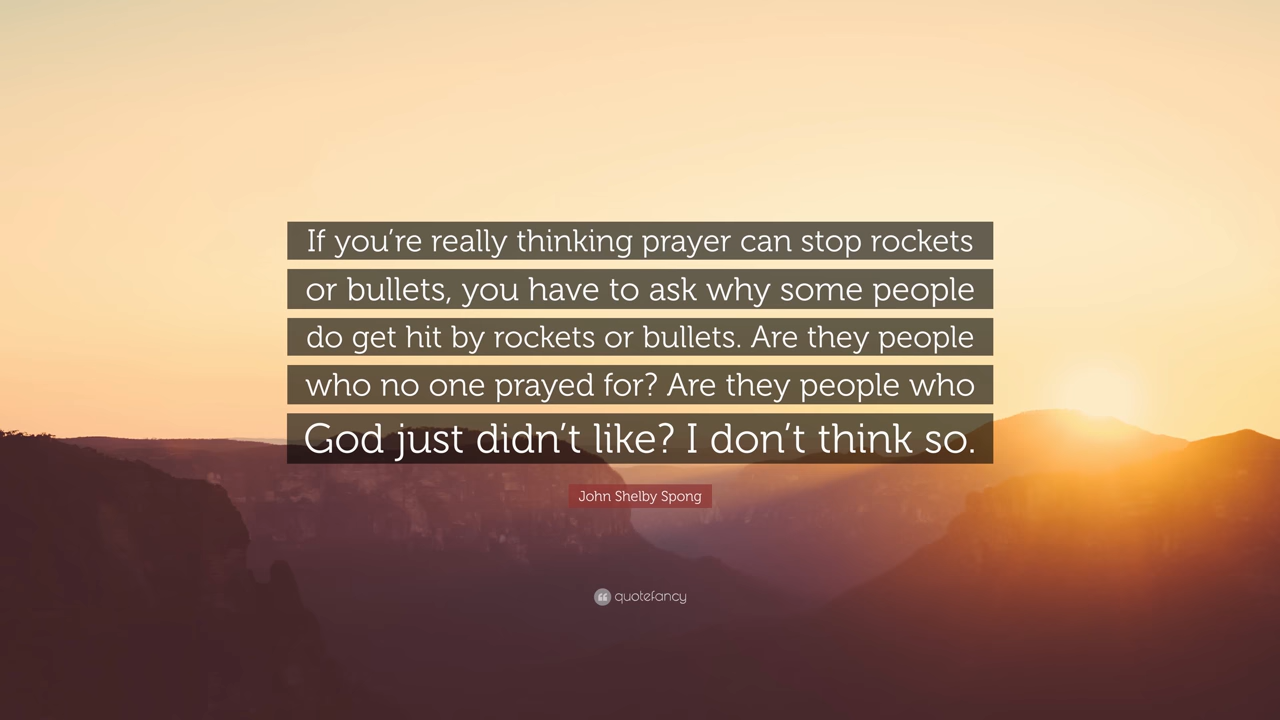 If you’re really thinking prayer can stop rockets
or bullets, you have to ask why some people
do get hit by rockets or bullets. Are they people
who no one prayed for? Are they people who
God just didn’t like? I don’t think so.
John Shelby Spong
quotefancy